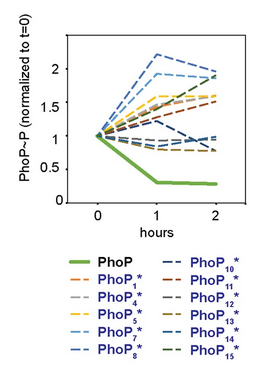 PhoP~P (normalized to t=0)
2
1.5
1
0.5
0
0 1 2
hours
PhoP PhoP10*
PhoP1* PhoP11*
PhoP4* PhoP12*
PhoP5* PhoP13*
PhoP7* PhoP14*
PhoP8* PhoP15*